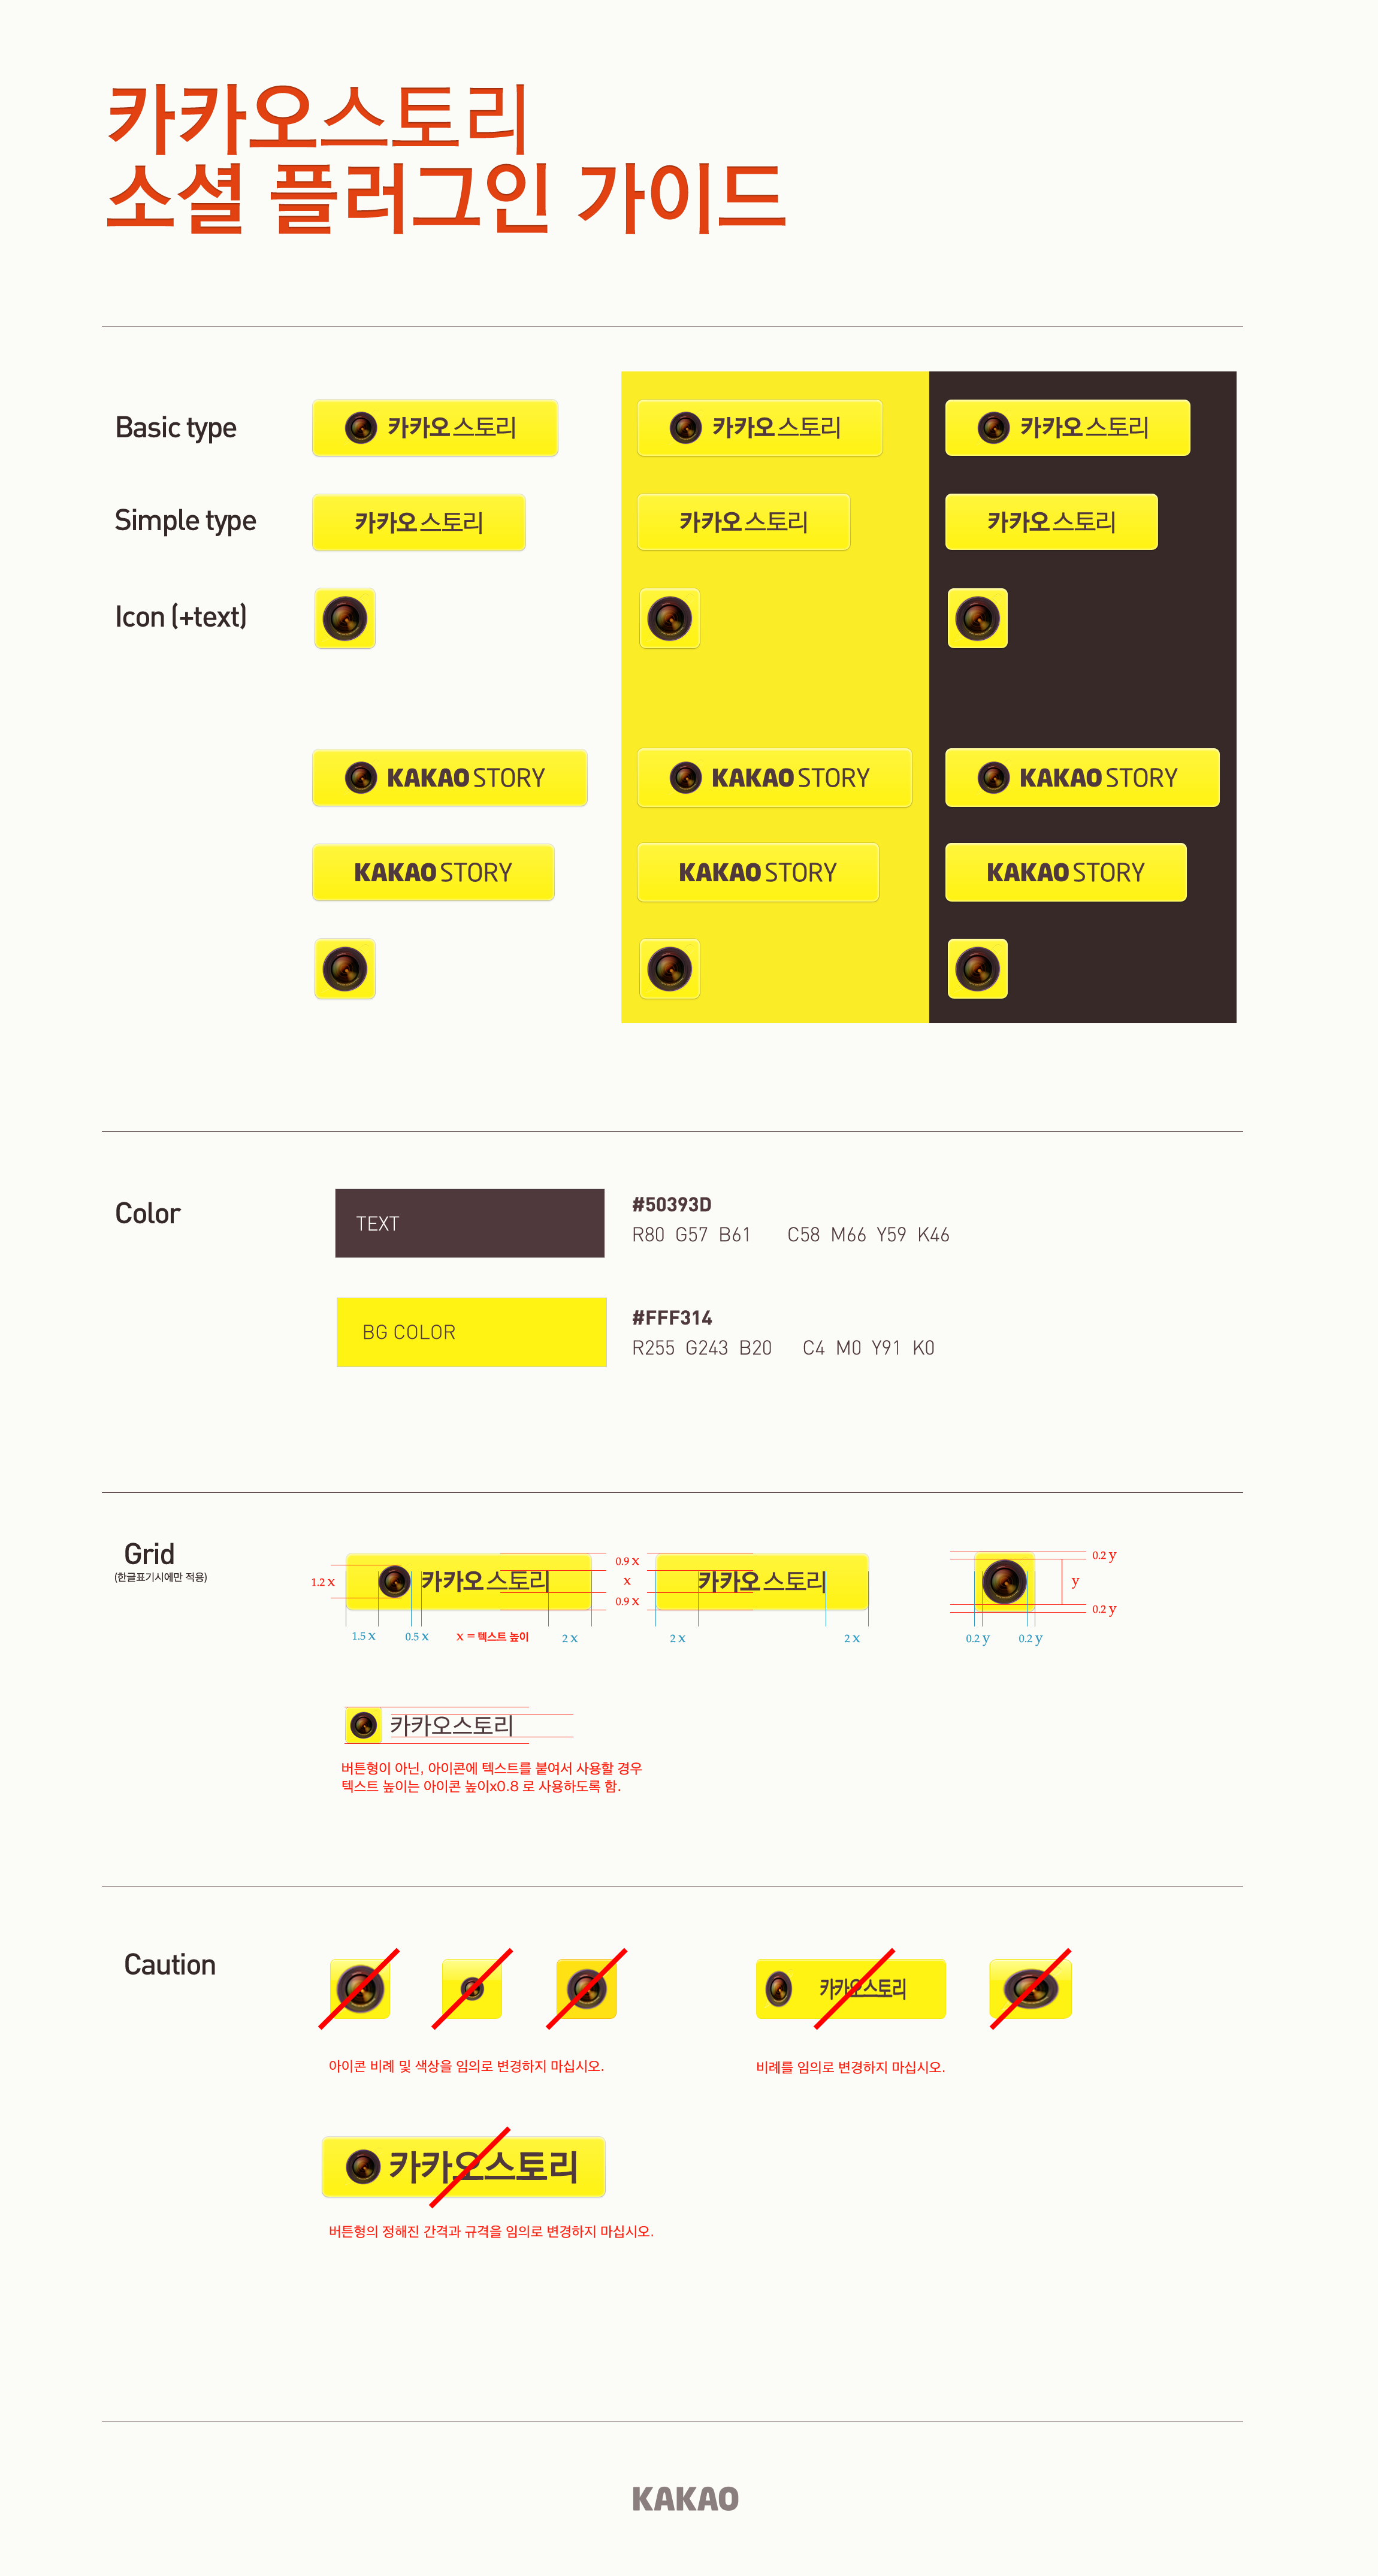 카카오스토리
소셜 플러그인 가이드
Basic type
카카오스토리
카카오스토리
카카오스토리
Simple type
카카오스토리
카카오스토리
카카오스토리
Icon (+text)
KAKAO STORY
KAKAO STORY
KAKAO STORY
KAKAO STORY
KAKAO STORY
KAKAO STORY
Color
TEXT
#50393D
R80 G57 B61 C58 M66 Y59 K46
BG COLOR
#FFF314
R255 G243 B20 C4 M0 Y91 K0
Grid
(한글표기시에만 적용)
1.2 x
카카오스토리
0.9 x
x
0.9 x
1.5 x
0.5 x
x = 텍스트 높이
2 x
카카오스토리
2 x
2 x
0.2 y
y
0.2 y
0.2 y
0.2 y
카카오스토리
버튼형이 아닌, 아이콘에 텍스트를 붙여서 사용할 경우
텍스트 높이는 아이콘 높이x0.8 로 사용하도록 함.
Caution
카카오스토리
아이콘 비례 및 색상을 임의로 변경하지 마십시오.
비례를 임의로 변경하지 마십시오.
카카오스토리
버튼형의 정해진 간격과 규격을 임의로 변경하지 마십시오.
KAKAO